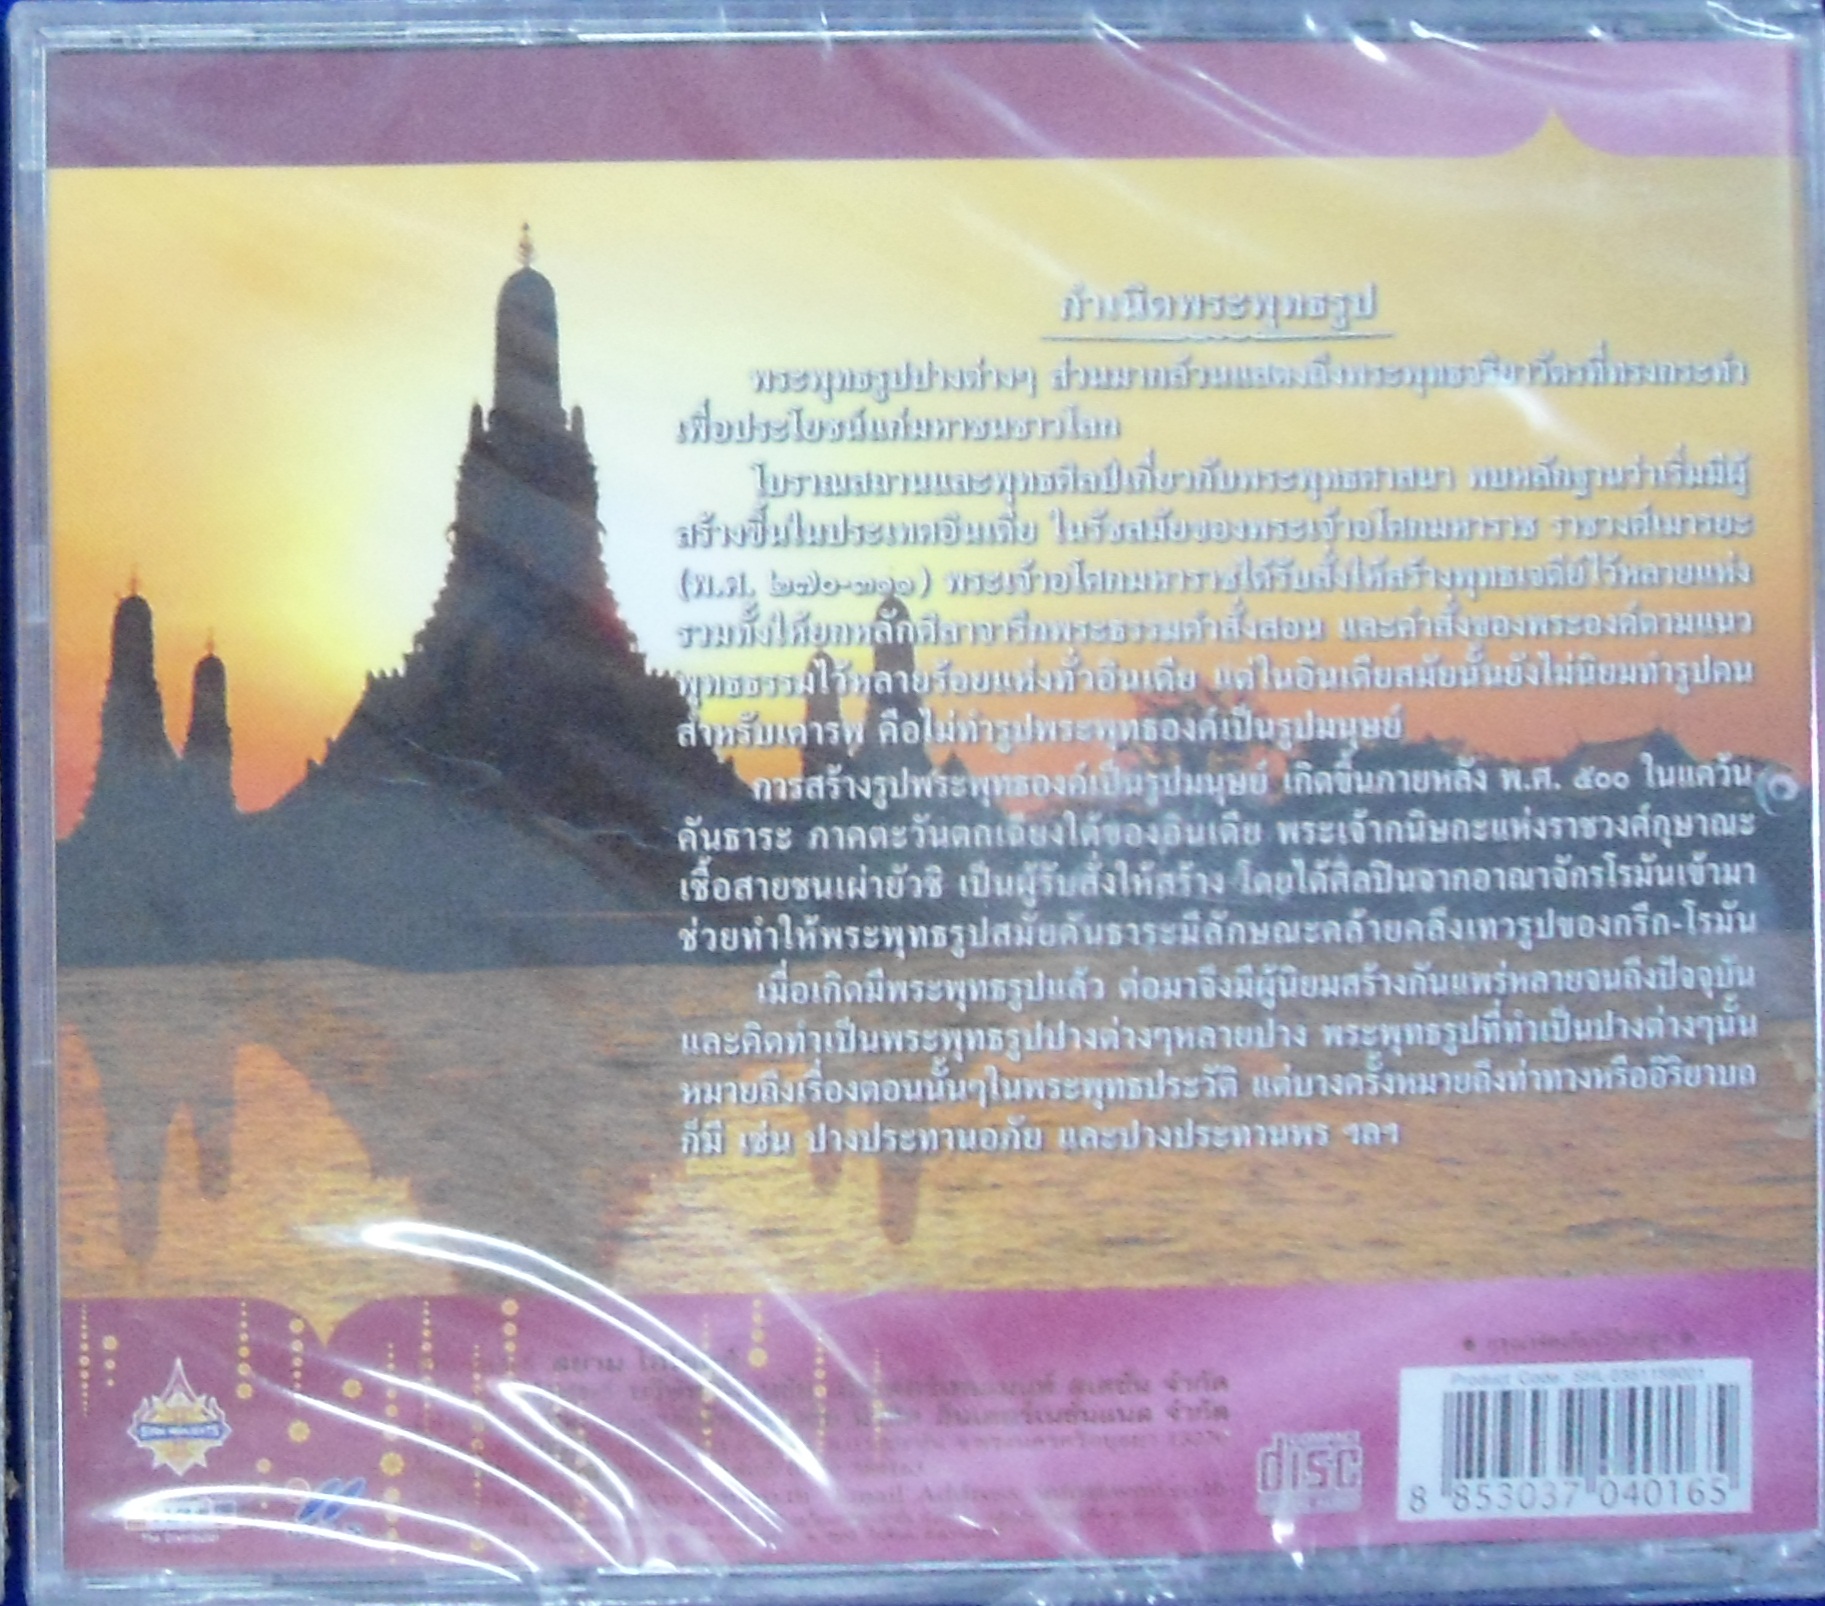 กำเนิดพระพุทธรูป
พระพุทธรูปปางต่างๆ ส่วนมากล้วนแสดงถึงพระพุทธจริยาวัตรที่ทรงกระทำ
เพื่อประโยชน์แก่มหาชนชาวโลก
โบราณสถานและพุทธศิลป์เกี่ยวกับพระพุทธศาสนา พบหลักฐานว่าเริ่มมีผู้
สร้างขึ้นในประเทศอินเดีย ในรัชสมัยของพระเจ้าอโศกมหาราช ราชวงศ์เมารยะ
(พ.ศ. ๒๗๐-๓๑๑) พระเจ้าอโศกมหาราชได้รับสั่งให้สร้างพุทธเจดีย์ไว้หลายแห่ง
รวมทั้งให้ยกหลักศิลาจารึกพระธรรมคำสั่งสอน และคำสั่งของพระองค์ตามแนว
พุทธธรรมไว้หลายร้อยแห่งทั่วอินเดีย แต่ในอินเดียสมัยนั้นยังไม่นิยมทำรูปคน
สำหรับเคารพ คือไม่ทำรูปพระพุทธองค์เป็นรูปมนุษย์
การสร้างรูปพระพุทธองค์เป็นรูปมนุษย์ เกิดขึ้นภายหลัง พ.ศ. ๕๐๐ ในแคว้น
คันธาระ ภาคตะวันตกเฉียงใต้ของอินเดีย พระเจ้ากนิษกะแห่งราชวงศ์กุษาณะ
เชื้อสายชนเผ่ายัวชิ เป็นผู้รับสั่งให้สร้าง โดยได้ศิลปินจากอาณาจักรโรมันเข้ามา
ช่วยทำให้พระพุทธรูปสมัยคันธาระมีลักษณะคล้ายคลึงเทวรูปของกรีก-โรมัน
เมื่อเกิดมีพระพุทธรูปแล้ว ต่อมาจึงมีผู้นิยมสร้างกันแพร่หลายจนถึงปัจจุบัน
และคิดทำเป็นพระพุทธรูปปางต่างๆหลายปาง พระพุทธรูปที่ทำเป็นปางต่างๆนั้น
หมายถึงเรื่องตอนนั้นๆในพระพุทธประวัติ แต่บางครั้งหมายถึงท่าทางหรืออิริยาบถ
ก็มี เช่น ปางประทานอภัย และปางประทานพร ฯลฯ
สยาม
จำกัด
อินเตอร์เนชั่นแนล จำกัด
Email Address
COMPACT
disc
Product Code
8 853037 040165